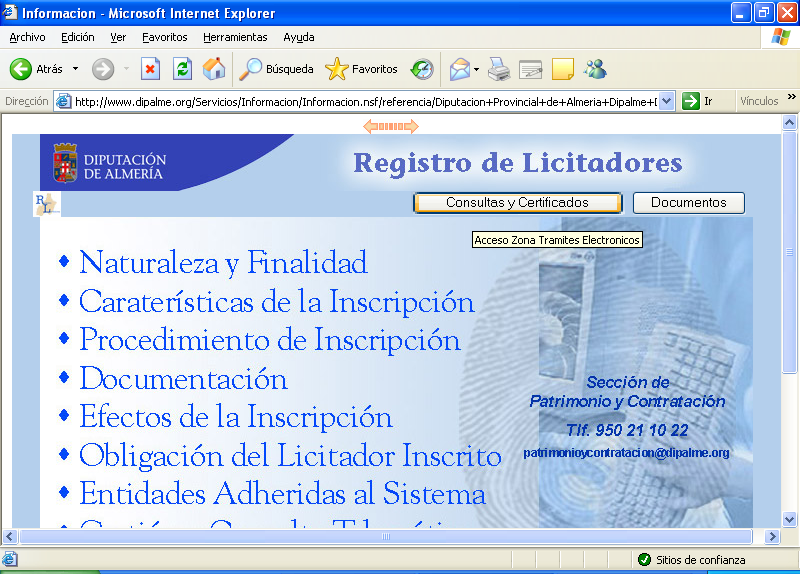 Informacion - Microsoft Internet Explorer
Archivo Edición Ver Favoritos Herramientas Ayuda
Atrás Búsqueda Favoritos
Dirección http://www.dipalme.org/Servicios/Informacion/Informacion.nsf/referencia/Diputacion+Provincial+de+Almeria+Dipalme+I Ir Vínculos »
DIPUTACIÓN
DE ALMERÍA
Registro de Licitadores
RL
Consultas y Certificados Documentos
Acceso Zona Tramites Electronicos
Naturaleza y Finalidad
Caraterísticas de la Inscripción
Procedimiento de Inscripción
Documentación
Efectos de la Inscripción
Obligación del Licitador Inscrito
Entidades Adheridas al Sistema
Sección de
Patrimonio y Contratación
Tlf. 950 21 10 22
patrimonioycontratacion@dipalme.org
Sitios de confianza